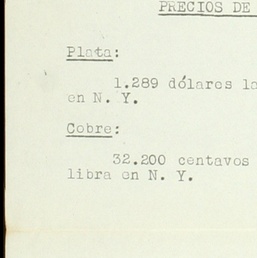 PRECIOS DE
Plata:
1.289 dólares la
en N. Y.
Cobre:
32.200 centavos
libra en N. Y.